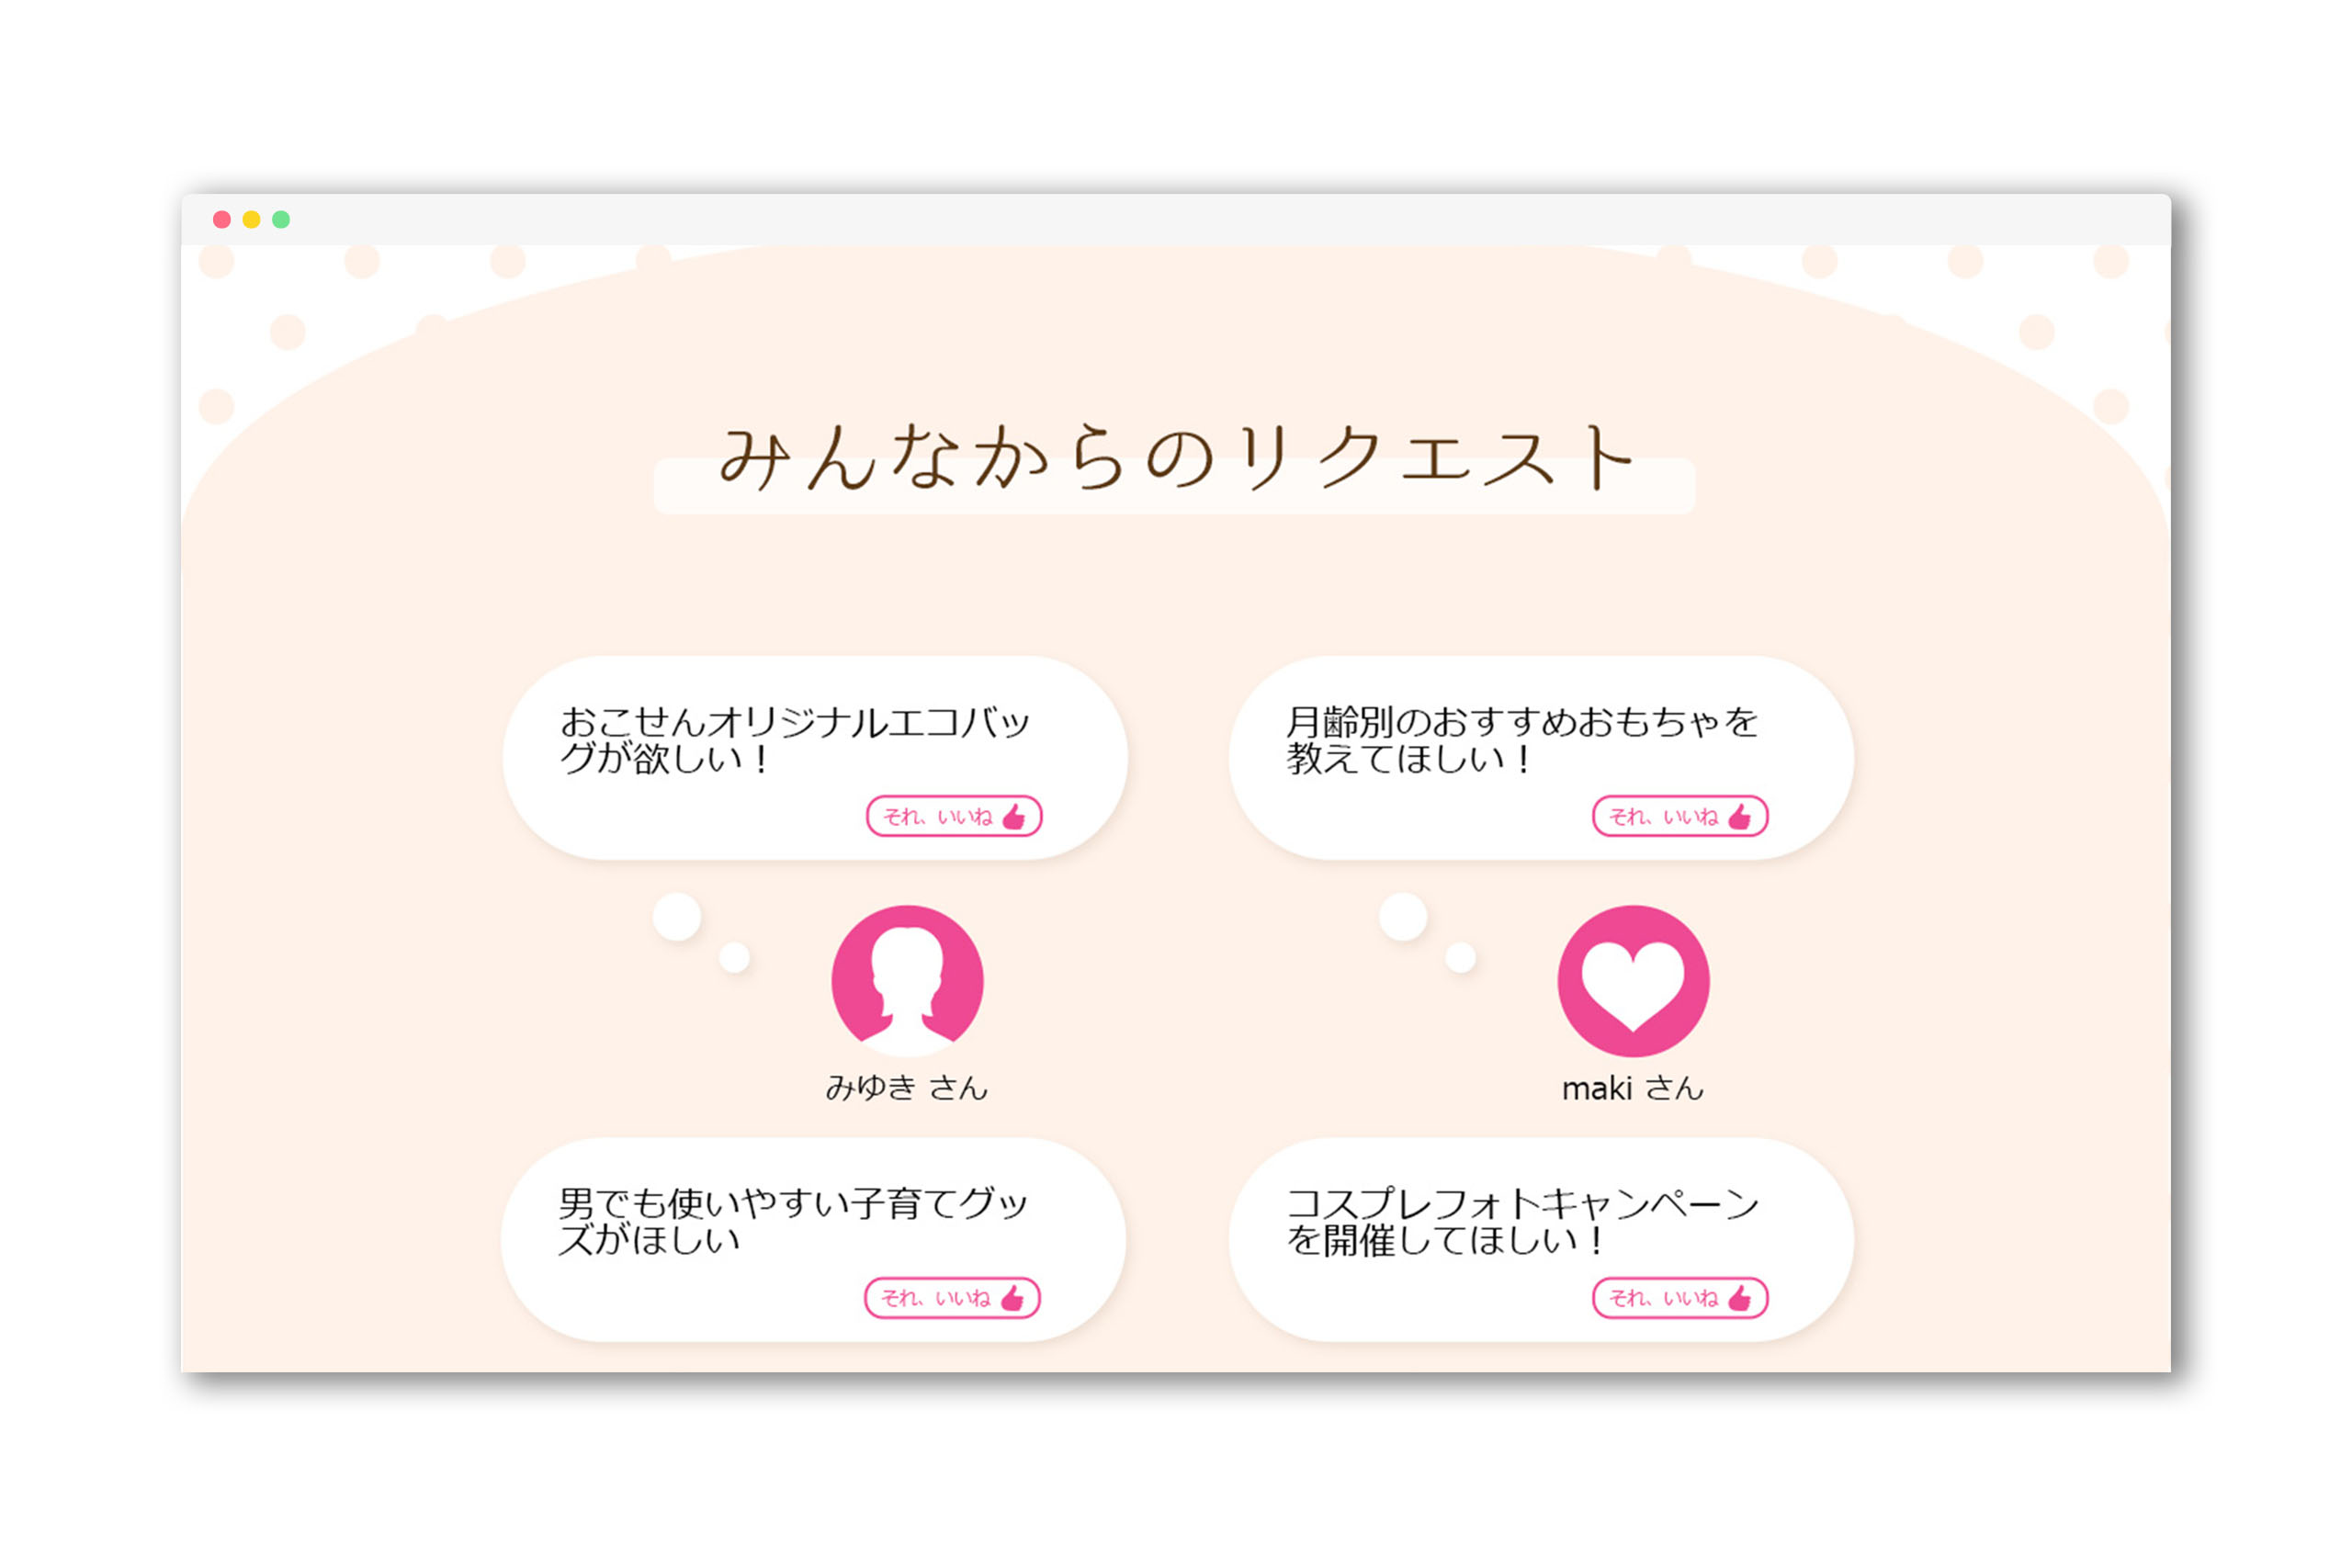 みんなからのリクエスト
おこせんオリジナルエコバッ
グが欲しい！
それ、いいね
みゆき さん
月齢別のおすすめおもちゃを
教えてほしい！
それ、いいね
maki さん
男でも使いやすい子育てグッ
ズがほしい
それ、いいね
コスプレフォトキャンペーン
を開催してほしい！
それ、いいね